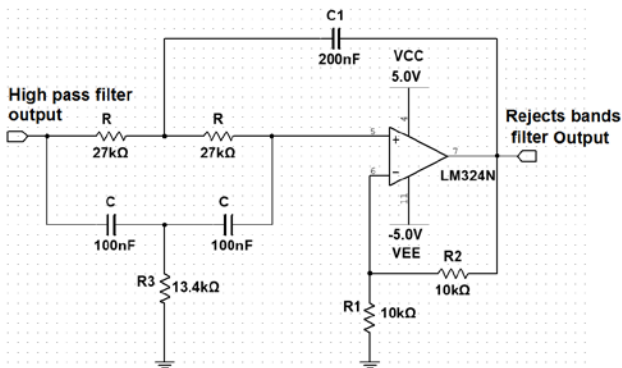 C1
200nF
VCC
5.0V
High pass filter
output
R
27kΩ
R
27kΩ
Rejects bands
filter Output
4
5
+
7
6
−
LM324N
11
C
100nF
C
100nF
-5.0V
VEE
R2
10kΩ
R3
13.4kΩ
R1
10kΩ